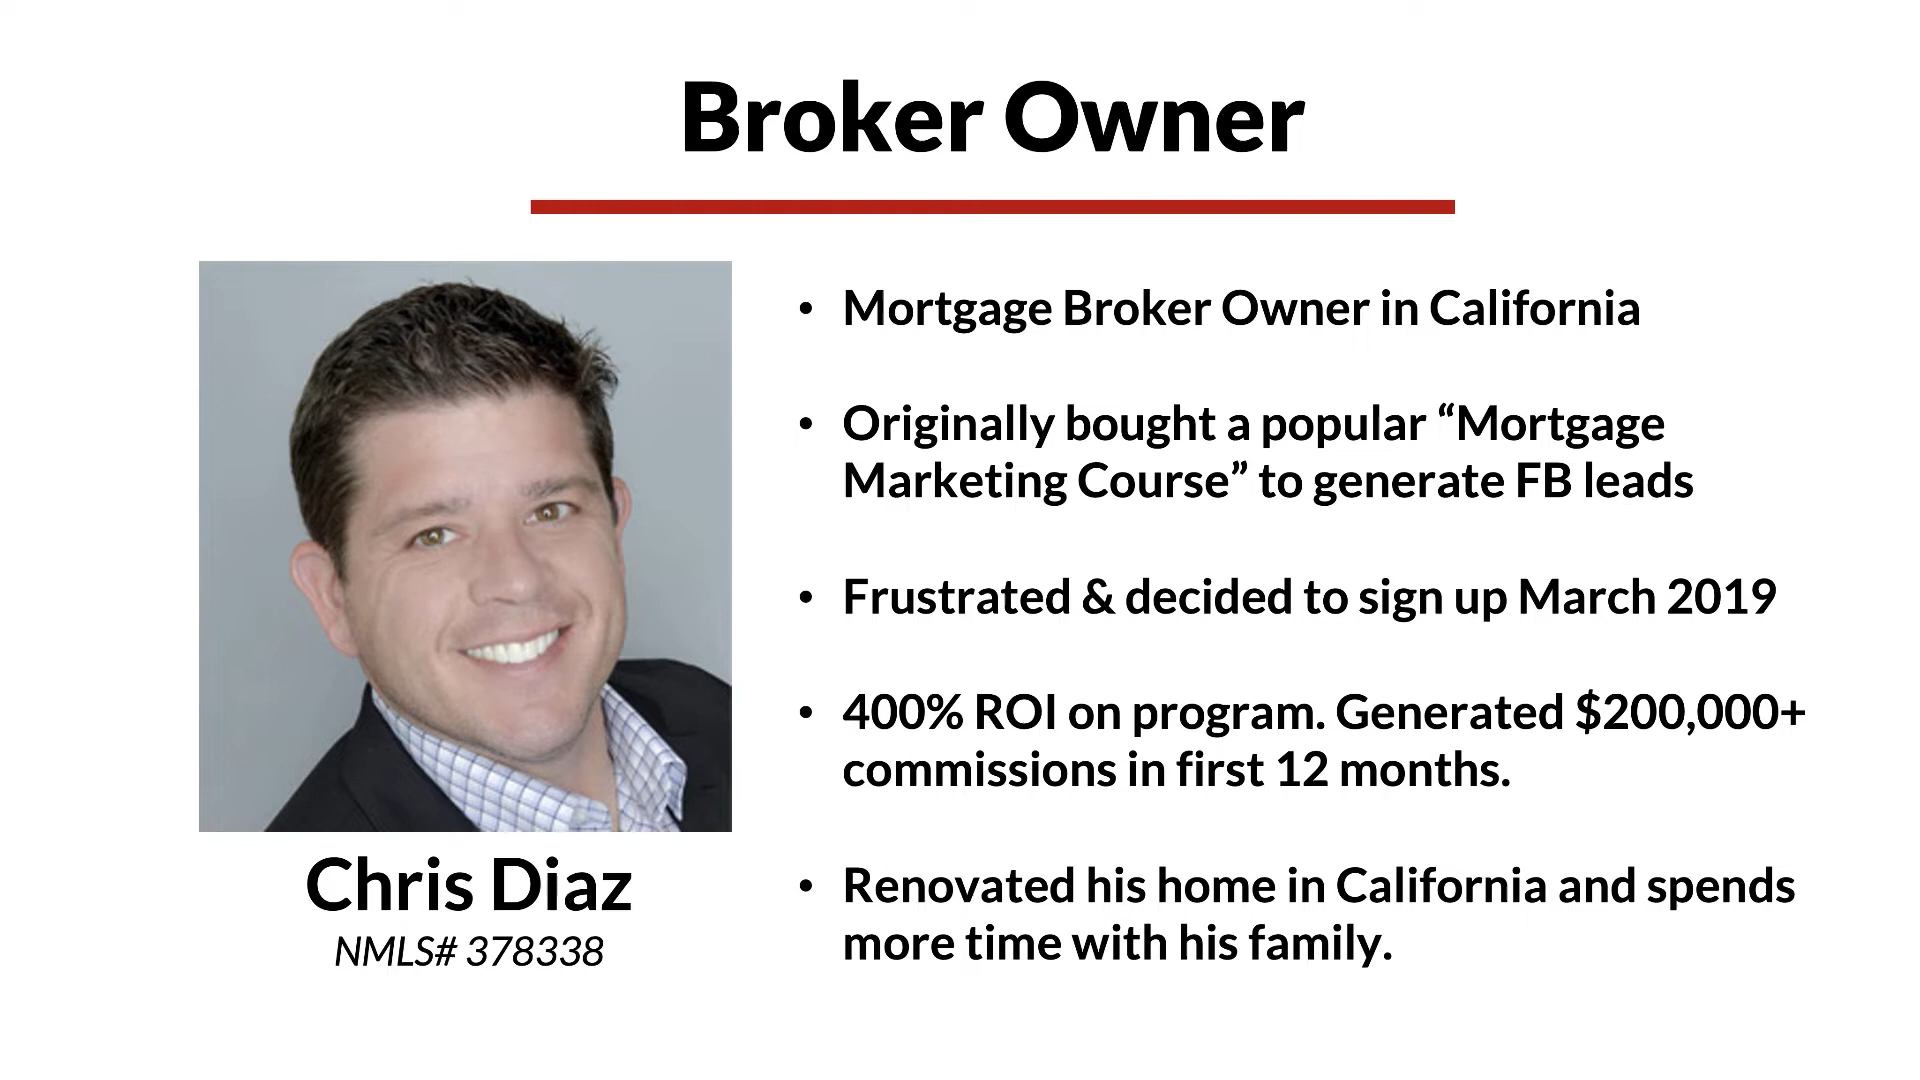 Broker Owner
• Mortgage Broker Owner in California
• Originally bought a popular “Mortgage
Marketing Course” to generate FB leads
• Frustrated & decided to sign up March 2019
• 400% ROI on program. Generated $200,000+
commissions in first 12 months.
• Renovated his home in California and spends
more time with his family.
Chris Diaz
NMLS# 378338